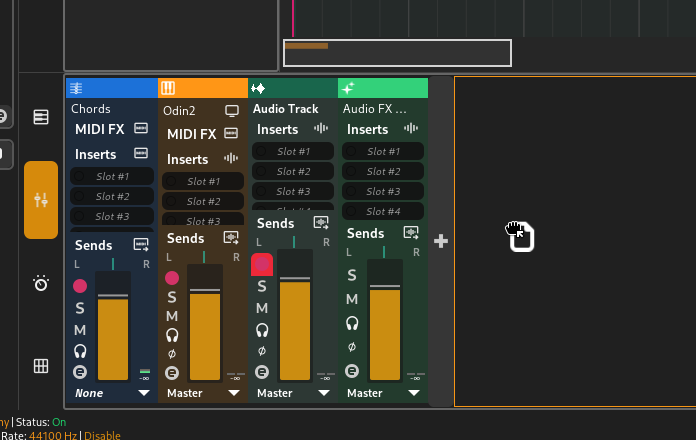 Chords
MIDI FX
Inserts
Slot #1
Slot #2
Slot #3
Sends
L R
S
M
-∞
None
Odin2
MIDI FX
Inserts
Slot #1
Slot #2
Slot #3
Sends
L R
S
M
Ø
-∞
Master
Audio Track
Inserts
Slot #1
Slot #2
Slot #3
Sends
L R
S
M
Ø
-∞
Master
Audio FX ...
Inserts
Slot #1
Slot #2
Slot #3
Slot #4
Sends
L R
S
M
Ø
-∞
Master
| Status: On
Rate: 44100 Hz | Disable